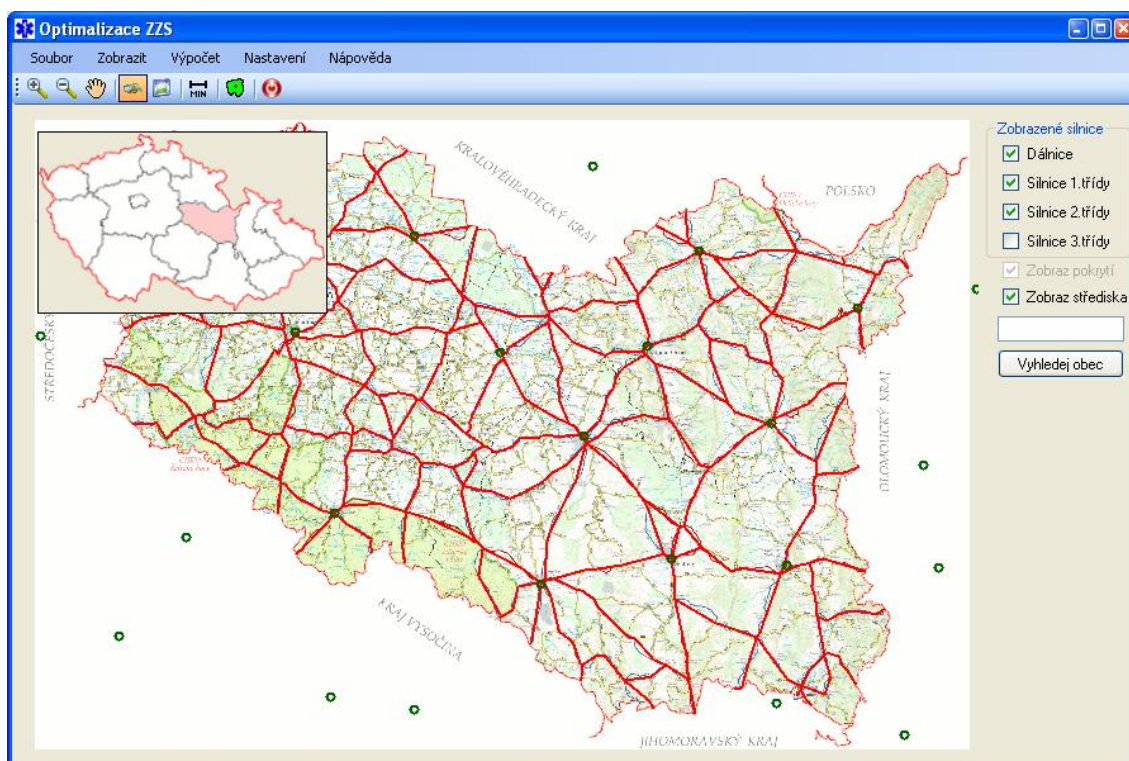 Optimalizace ZZS
Soubor Zobrazit Výpočet Nastavení Nápověda
MIN
Zobrazené silnice
Dálnice
Silnice 1.třídy
Silnice 2.třídy
Silnice 3.třídy
Zobraz pokrytí
Zobraz střediska
Vyhledej obec
KRALOVÉHRADECKÝ KRAJ
POLSKO
STŘEDOČESKÝ
OLOMOUCKÝ KRAJ
KRAJ VYSOČINA
JIHOMORAVSKÝ KRAJ